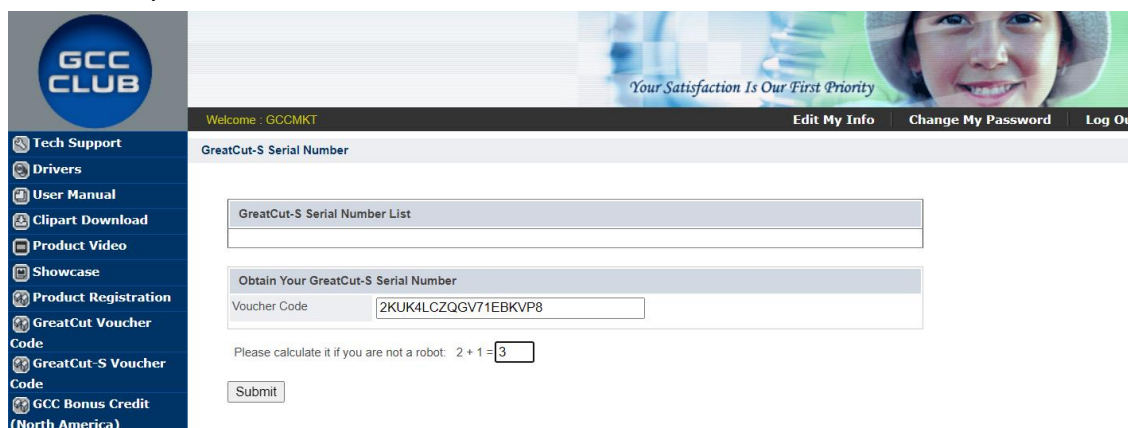 GCC
CLUB
Your Satisfaction Is Our First Priority
Welcome : GCCMKT
Edit My Info
Change My Password
Log Ou
Tech Support
Drivers
User Manual
Clipart Download
Product Video
Showcase
Product Registration
GreatCut Voucher
Code
GreatCut-S Voucher
Code
GCC Bonus Credit
(North America)
GreatCut-S Serial Number
GreatCut-S Serial Number List
Obtain Your GreatCut-S Serial Number
Voucher Code 2KUK4LCZQGV71EBKVP8
Please calculate it if you are not a robot: 2 + 1 = 3
Submit